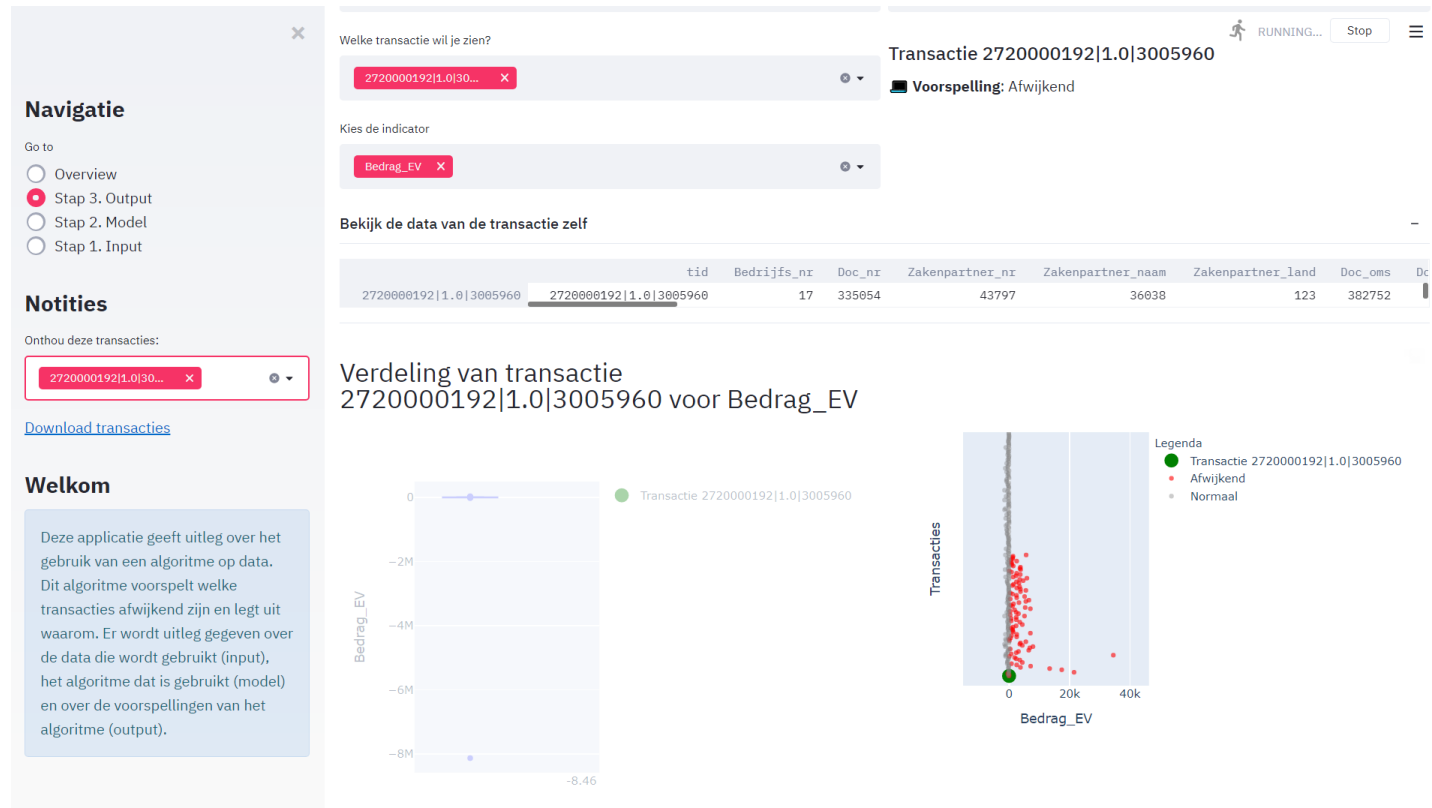 Navigatie
Go to
Overview
Stap 3. Output
Stap 2. Model
Stap 1. Input
Notities
Onthou deze transacties:
2720000192|1.0|30...
Download transacties
Welkom
Deze applicatie geeft uitleg over het
gebruik van een algoritme op data.
Dit algoritme voorspelt welke
transacties afwijkend zijn en legt uit
waarom. Er wordt uitleg gegeven over
de data die wordt gebruikt (input),
het algoritme dat is gebruikt (model)
en over de voorspellingen van het
algoritme (output).
Welke transactie wil je zien?
2720000192|1.0|30...
Kies de indicator
Bedrag_EV
RUNNING... Stop
Transactie 2720000192|1.0|3005960
Voorspelling: Afwijkend
Bekijk de data van de transactie zelf
tid Bedrijfs_nr Doc_nr Zakenpartner_nr Zakenpartner_naam Zakenpartner_land Doc_oms Do
2720000192|1.0|3005960 2720000192|1.0|3005960 17 335054 43797 36038 123 382752
Verdeling van transactie
2720000192|1.0|3005960 voor Bedrag_EV
0
−2M
−4M
−6M
−8M
Bedrag_EV
-8.46
Transactie 2720000192|1.0|3005960
Transacties
0 20k 40k
Bedrag_EV
Legenda
Transactie 2720000192|1.0|3005960
Afwijkend
Normaal